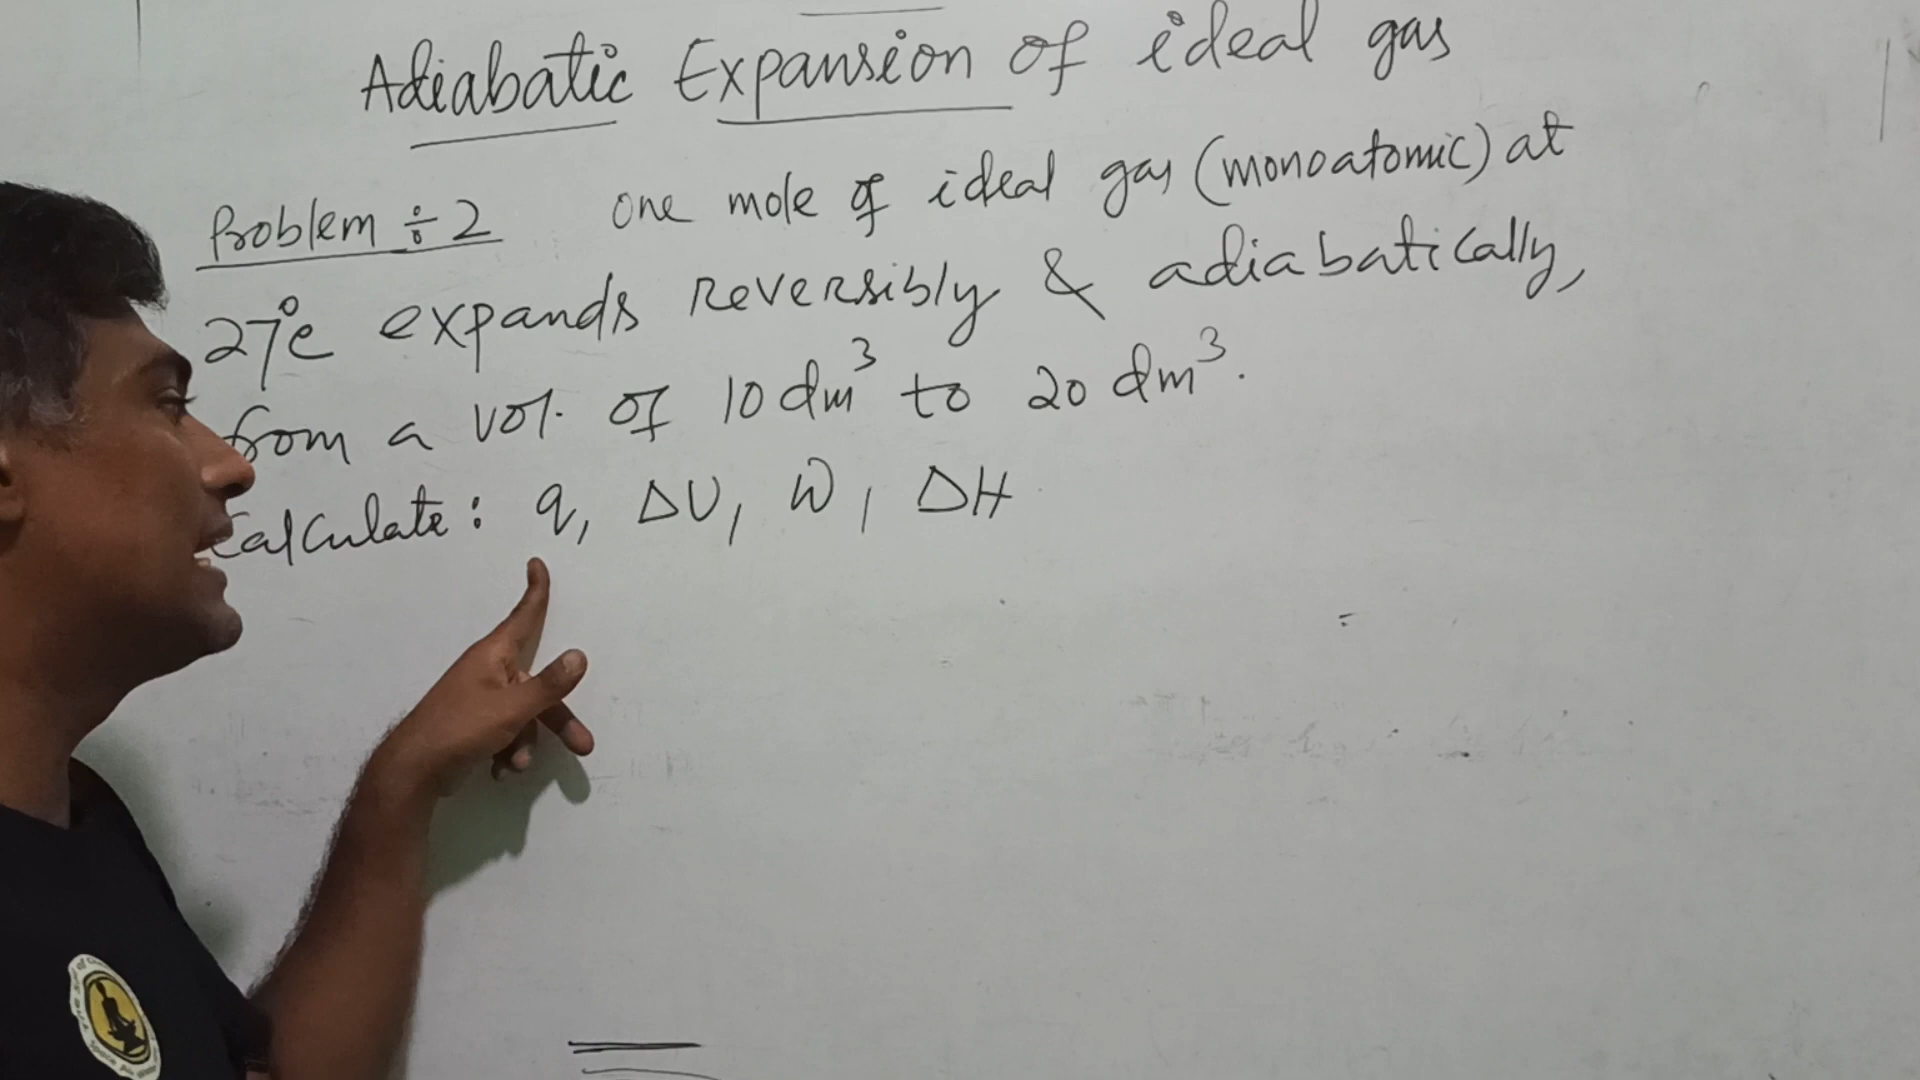 Adiabatic Expansion of ideal gas
Problem ÷ 2 one mole of ideal gas (monoatomic) at
27°c expands reversibly & adiabatically,
from a vol. of 10 dm³ to 20 dm³.
Calculate: q, ΔU, W, ΔH